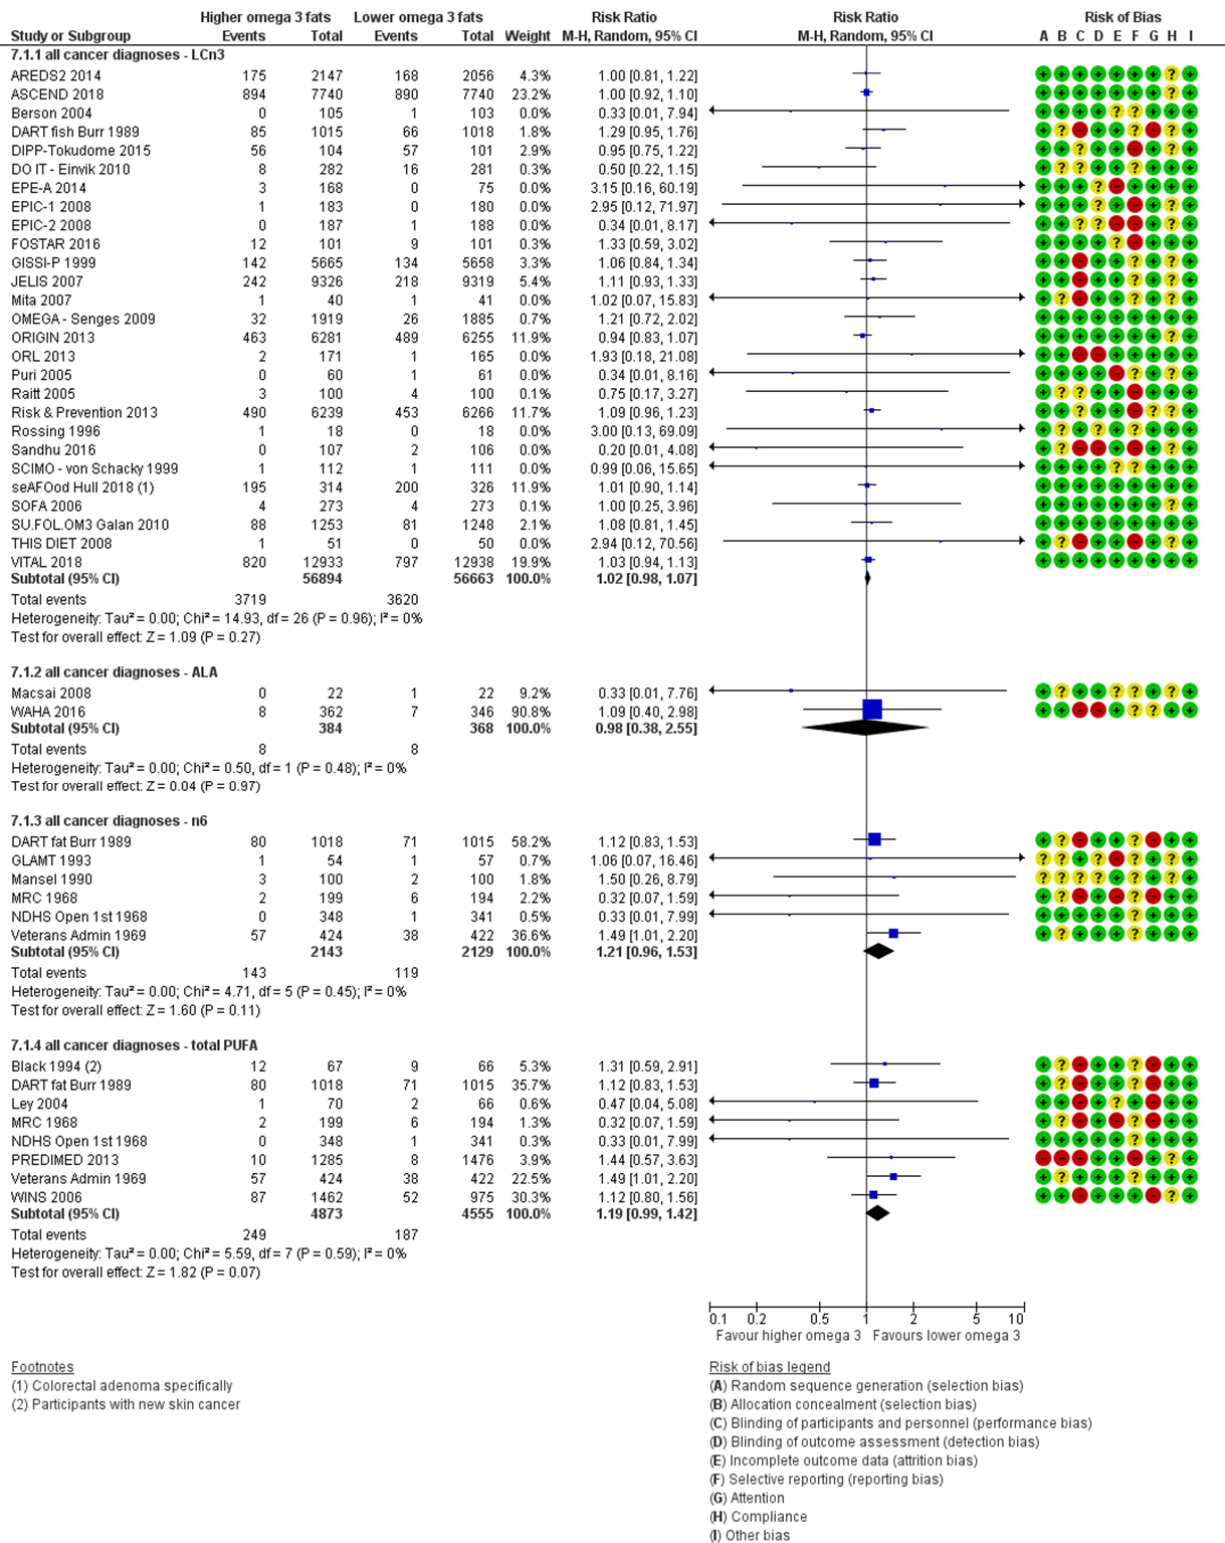 Higher omega 3 fats Lower omega 3 fats Risk Ratio Risk Ratio Risk of Bias
Study or Subgroup Events Total Events Total Weight M-H, Random, 95% CI M-H, Random, 95% CI A B C D E F G H I
7.1.1 all cancer diagnoses - LCn3
AREDS2 2014 175 2147 168 2056 4.3% 1.00 [0.81, 1.22]
ASCEND 2018 894 7740 890 7740 23.2% 1.00 [0.92, 1.10]
Berson 2004 0 105 1 103 0.0% 0.33 [0.01, 7.94]
DART fish Burr 1989 85 1015 66 1018 1.8% 1.29 [0.95, 1.76]
DIPP-Tokudome 2015 56 104 57 101 2.9% 0.95 [0.75, 1.22]
DO IT - Einvik 2010 8 282 16 281 0.3% 0.50 [0.22, 1.15]
EPE-A 2014 3 168 0 75 0.0% 3.15 [0.16, 60.19]
EPIC-1 2008 1 183 0 180 0.0% 2.95 [0.12, 71.97]
EPIC-2 2008 0 187 1 188 0.0% 0.34 [0.01, 8.17]
FOSTAR 2016 12 101 9 101 0.3% 1.33 [0.59, 3.02]
GISSI-P 1999 142 5665 134 5658 3.3% 1.06 [0.84, 1.34]
JELIS 2007 242 9326 218 9319 5.4% 1.11 [0.93, 1.33]
Mita 2007 1 40 1 41 0.0% 1.02 [0.07, 15.83]
OMEGA - Senges 2009 32 1919 26 1885 0.7% 1.21 [0.72, 2.02]
ORIGIN 2013 463 6281 489 6255 11.9% 0.94 [0.83, 1.07]
ORL 2013 2 171 1 165 0.0% 1.93 [0.18, 21.08]
Puri 2005 0 60 1 61 0.0% 0.34 [0.01, 8.16]
Raitt 2005 3 100 4 100 0.1% 0.75 [0.17, 3.27]
Risk & Prevention 2013 490 6239 453 6266 11.7% 1.09 [0.96, 1.23]
Rossing 1996 1 18 0 18 0.0% 3.00 [0.13, 69.09]
Sandhu 2016 0 107 2 106 0.0% 0.20 [0.01, 4.08]
SCIMO - von Schacky 1999 1 112 1 111 0.0% 0.99 [0.06, 15.65]
seAFOod Hull 2018 (1) 195 314 200 326 11.9% 1.01 [0.90, 1.14]
SOFA 2006 4 273 4 273 0.1% 1.00 [0.25, 3.96]
SU.FOL.OM3 Galan 2010 88 1253 81 1248 2.1% 1.08 [0.81, 1.45]
THIS DIET 2008 1 51 0 50 0.0% 2.94 [0.12, 70.56]
VITAL 2018 820 12933 797 12938 19.9% 1.03 [0.94, 1.13]
Subtotal (95% CI) 56894 56663 100.0% 1.02 [0.98, 1.07]
Total events 3719 3620
Heterogeneity: Tau² = 0.00; Chi² = 14.93, df = 26 (P = 0.96); I² = 0%
Test for overall effect: Z = 1.09 (P = 0.27)
7.1.2 all cancer diagnoses - ALA
Macsai 2008 0 22 1 22 9.2% 0.33 [0.01, 7.76]
WAHA 2016 8 362 7 346 90.8% 1.09 [0.40, 2.98]
Subtotal (95% CI) 384 368 100.0% 0.98 [0.38, 2.55]
Total events 8 8
Heterogeneity: Tau² = 0.00; Chi² = 0.50, df = 1 (P = 0.48); I² = 0%
Test for overall effect: Z = 0.04 (P = 0.97)
7.1.3 all cancer diagnoses - n6
DART fat Burr 1989 80 1018 71 1015 58.2% 1.12 [0.83, 1.53]
GLAMT 1993 1 54 1 57 0.7% 1.06 [0.07, 16.46]
Mansel 1990 3 100 2 100 1.8% 1.50 [0.26, 8.79]
MRC 1968 2 199 6 194 2.2% 0.32 [0.07, 1.59]
NDHS Open 1st 1968 0 348 1 341 0.5% 0.33 [0.01, 7.99]
Veterans Admin 1969 57 424 38 422 36.6% 1.49 [1.01, 2.20]
Subtotal (95% CI) 2143 2129 100.0% 1.21 [0.96, 1.53]
Total events 143 119
Heterogeneity: Tau² = 0.00; Chi² = 4.71, df = 5 (P = 0.45); I² = 0%
Test for overall effect: Z = 1.60 (P = 0.11)
7.1.4 all cancer diagnoses - total PUFA
Black 1994 (2) 12 67 9 66 5.3% 1.31 [0.59, 2.91]
DART fat Burr 1989 80 1018 71 1015 35.7% 1.12 [0.83, 1.53]
Ley 2004 1 70 2 66 0.6% 0.47 [0.04, 5.08]
MRC 1968 2 199 6 194 1.3% 0.32 [0.07, 1.59]
NDHS Open 1st 1968 0 348 1 341 0.3% 0.33 [0.01, 7.99]
PREDIMED 2013 10 1285 8 1476 3.9% 1.44 [0.57, 3.63]
Veterans Admin 1969 57 424 38 422 22.5% 1.49 [1.01, 2.20]
WINS 2006 87 1462 52 975 30.3% 1.12 [0.80, 1.56]
Subtotal (95% CI) 4873 4555 100.0% 1.19 [0.99, 1.42]
Total events 249 187
Heterogeneity: Tau² = 0.00; Chi² = 5.59, df = 7 (P = 0.59); I² = 0%
Test for overall effect: Z = 1.82 (P = 0.07)
0.1 0.2 0.5 1 2 5 10
Favour higher omega 3 Favours lower omega 3
Footnotes
(1) Colorectal adenoma specifically
(2) Participants with new skin cancer
Risk of bias legend
(A) Random sequence generation (selection bias)
(B) Allocation concealment (selection bias)
(C) Blinding of participants and personnel (performance bias)
(D) Blinding of outcome assessment (detection bias)
(E) Incomplete outcome data (attrition bias)
(F) Selective reporting (reporting bias)
(G) Attention
(H) Compliance
(I) Other bias